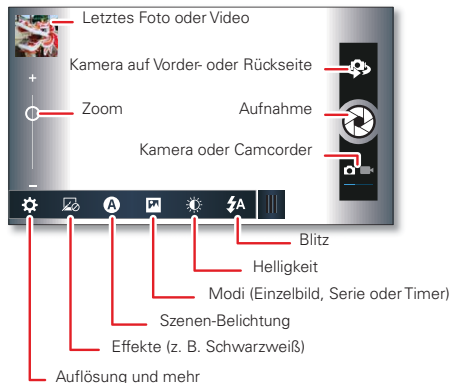 Letztes Foto oder Video
Kamera auf Vorder- oder Rückseite
Zoom
Aufnahme
Kamera oder Camcorder
A
A
Blitz
Helligkeit
Modi (Einzelbild, Serie oder Timer)
Szenen-Belichtung
Effekte (z. B. Schwarzweiß)
Auflösung und mehr